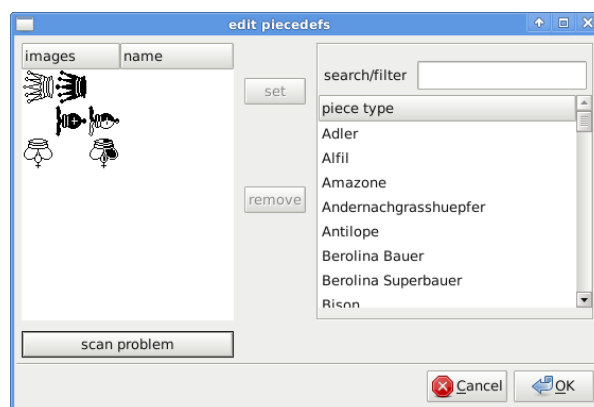 edit piecedefs
images name
search/filter
set
piece type
Adler
Alfil
Amazone
remove
Andernachgrasshuepfer
Antilope
Berolina Bauer
Berolina Superbauer
Bison
scan problem
Cancel OK